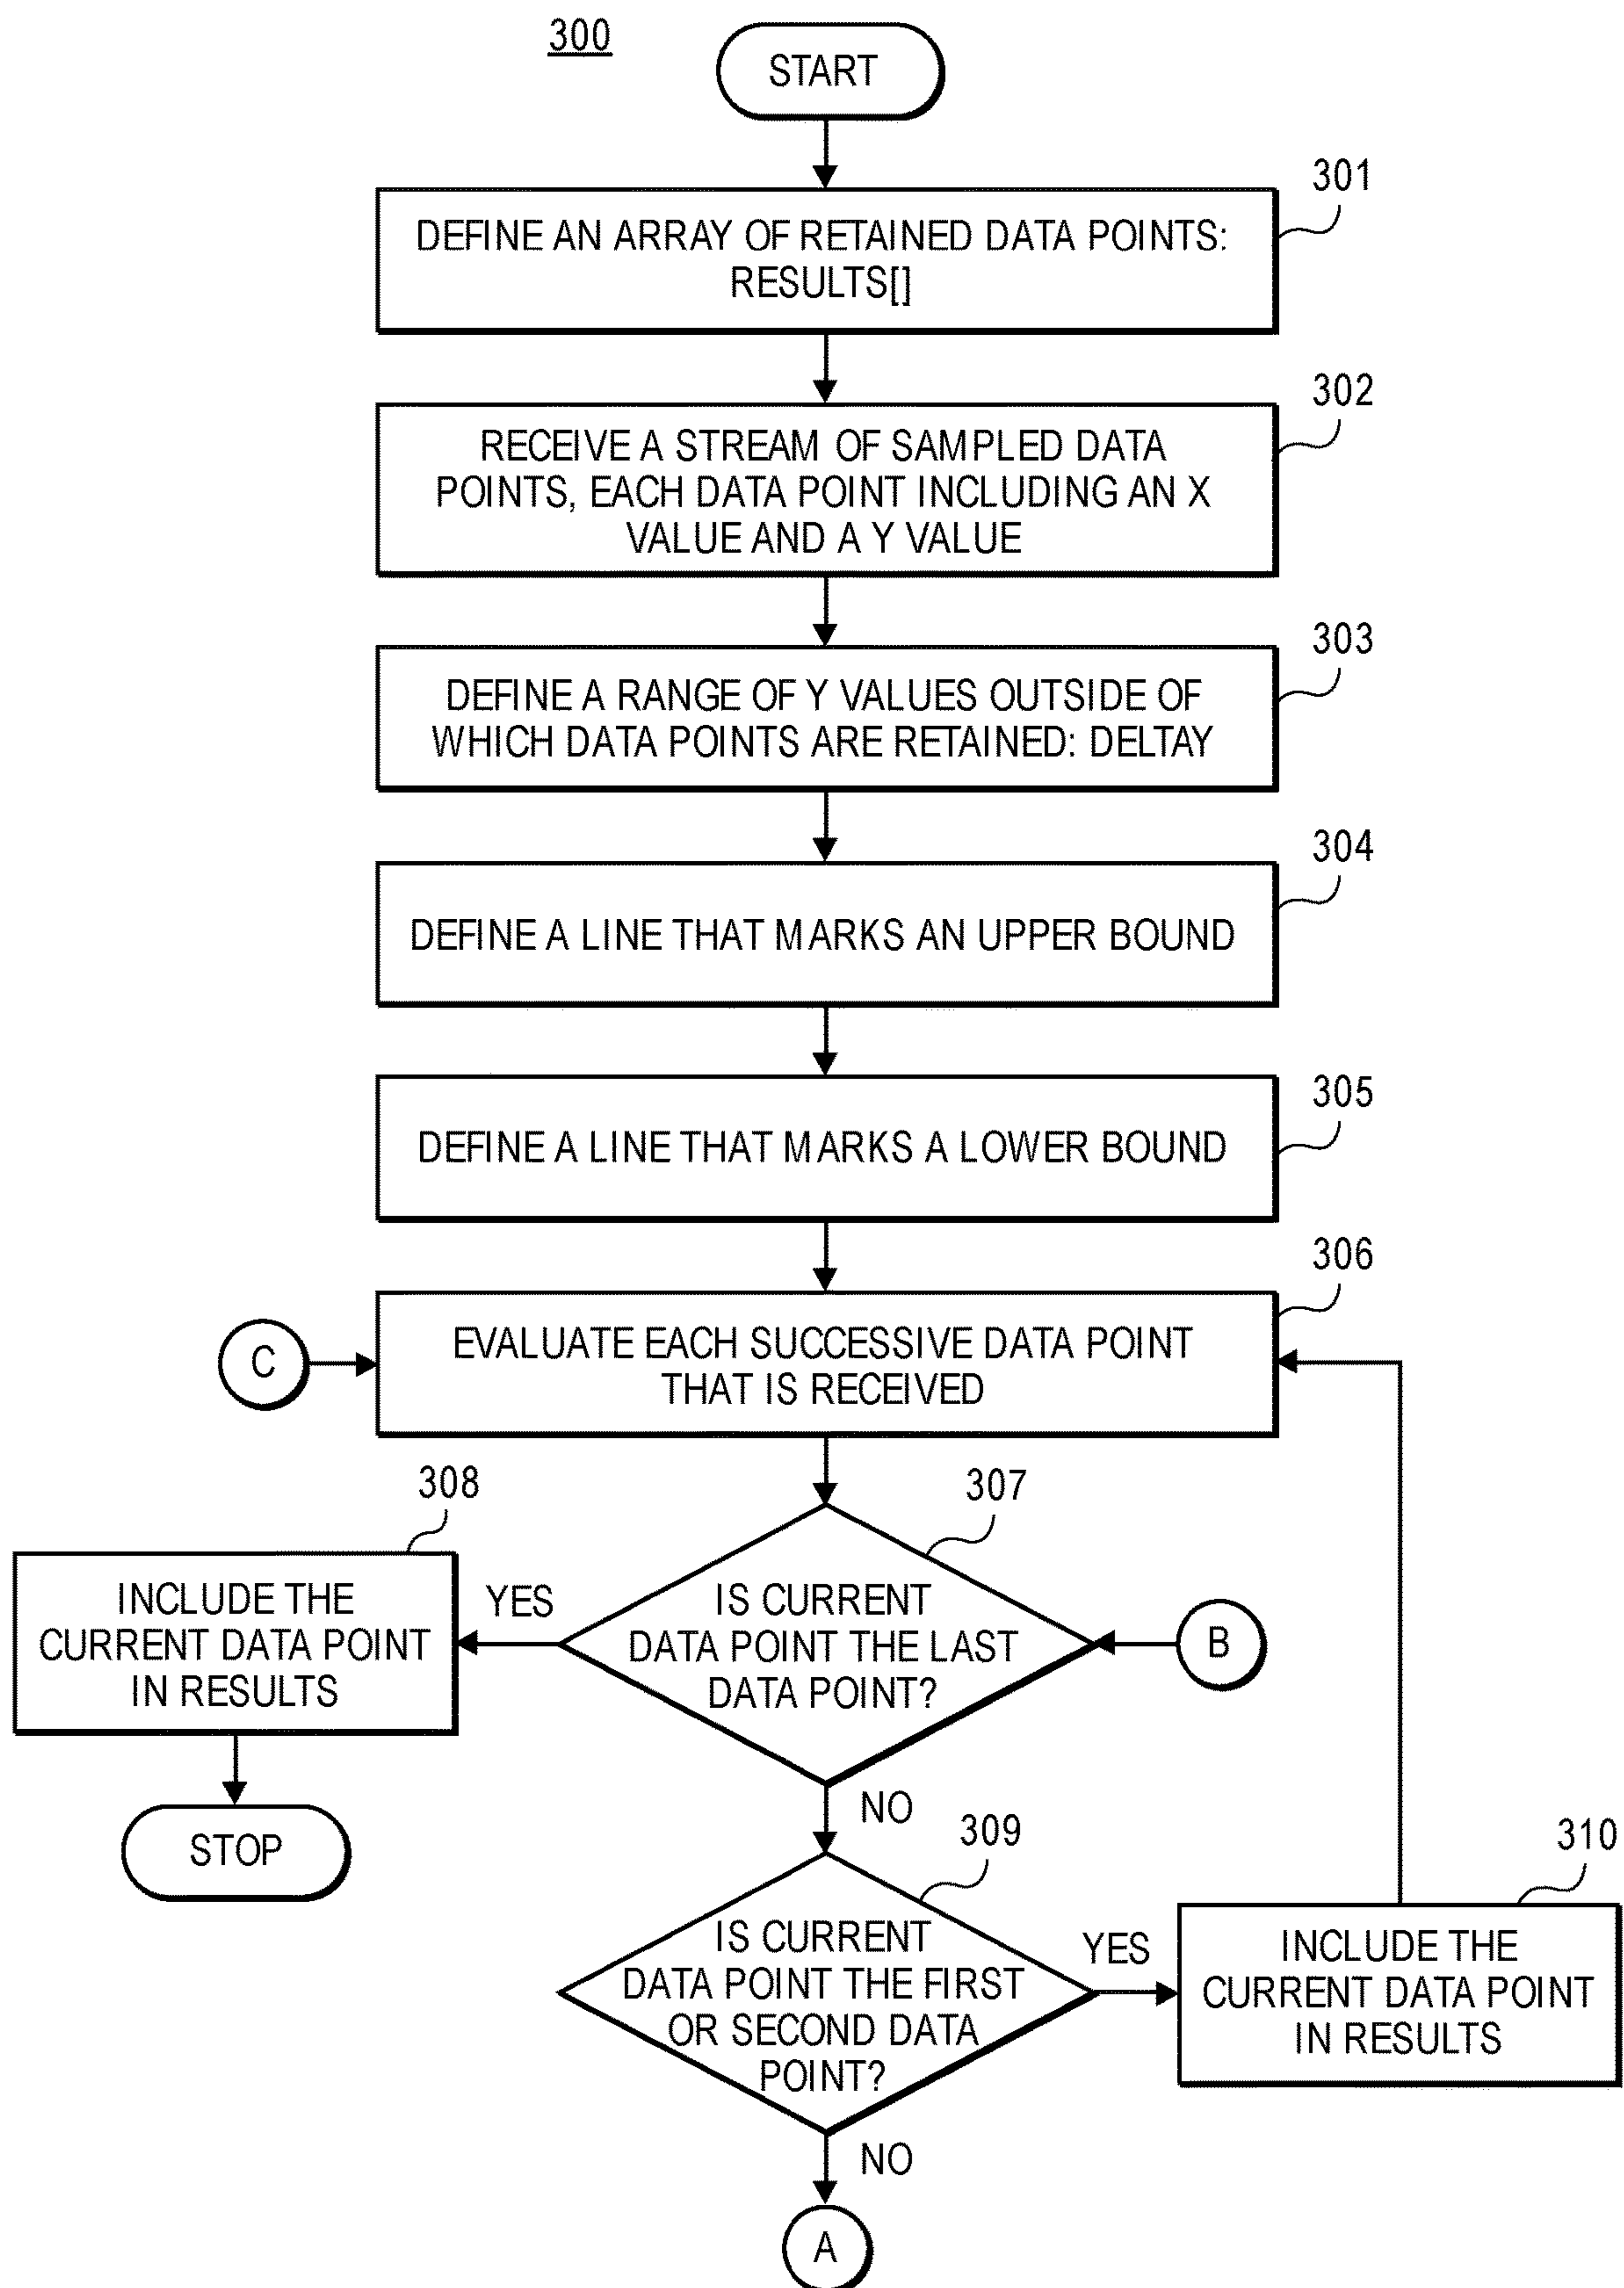 300
START
301
DEFINE AN ARRAY OF RETAINED DATA POINTS:
RESULTS[]
302
RECEIVE A STREAM OF SAMPLED DATA
POINTS, EACH DATA POINT INCLUDING AN X
VALUE AND A Y VALUE
303
DEFINE A RANGE OF Y VALUES OUTSIDE OF
WHICH DATA POINTS ARE RETAINED: DELTAY
304
DEFINE A LINE THAT MARKS AN UPPER BOUND
305
DEFINE A LINE THAT MARKS A LOWER BOUND
306
C
EVALUATE EACH SUCCESSIVE DATA POINT
THAT IS RECEIVED
308
307
INCLUDE THE
CURRENT DATA POINT
IN RESULTS
YES
IS CURRENT
DATA POINT THE LAST
DATA POINT?
B
NO
STOP
309
310
IS CURRENT
DATA POINT THE FIRST
OR SECOND DATA
POINT?
YES
INCLUDE THE
CURRENT DATA POINT
IN RESULTS
NO
A